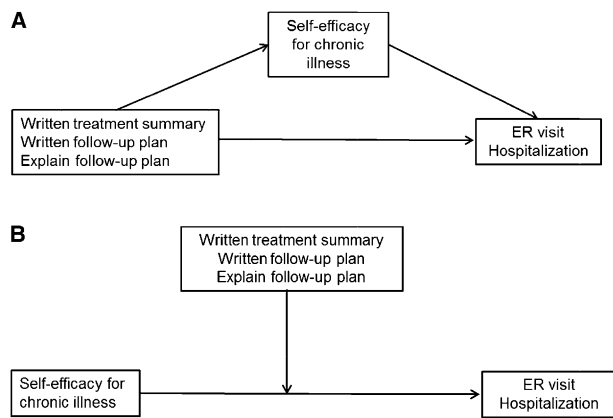 A
Self-efficacy
for chronic
illness
Written treatment summary
Written follow-up plan
Explain follow-up plan
ER visit
Hospitalization
B
Written treatment summary
Written follow-up plan
Explain follow-up plan
Self-efficacy for
chronic illness
ER visit
Hospitalization